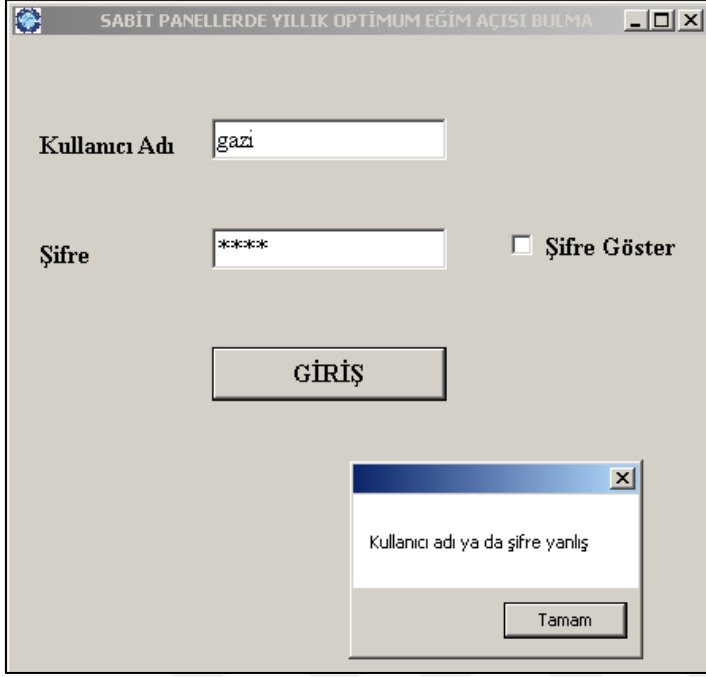 SABİT PANELLERDE YILLIK OPTİMUM EĞİM AÇISI BULMA
Kullanıcı Adı
gazi
Şifre
****
Şifre Göster
GİRİŞ
Kullanıcı adı ya da şifre yanlış
Tamam